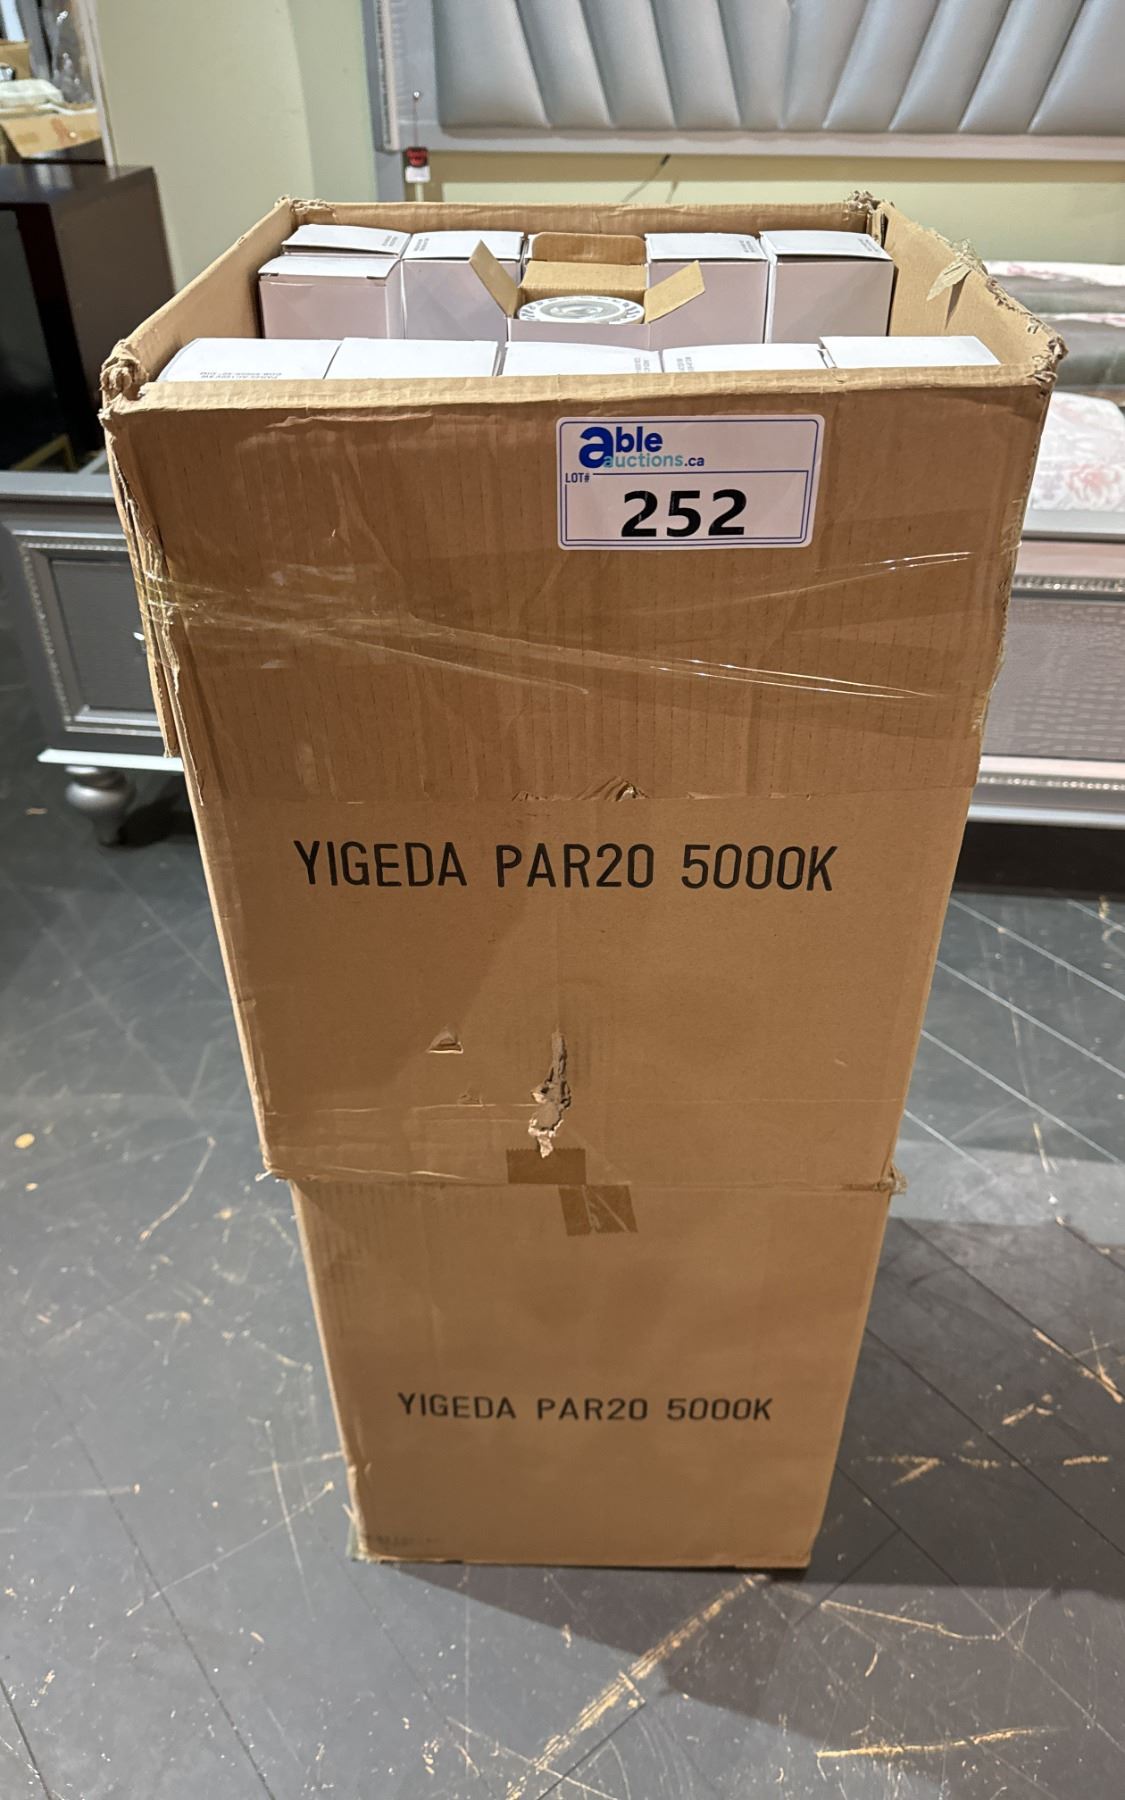 able
auctions.ca
LOT#
252
YIGEDA PAR20 5000K
YIGEDA PAR20 5000K